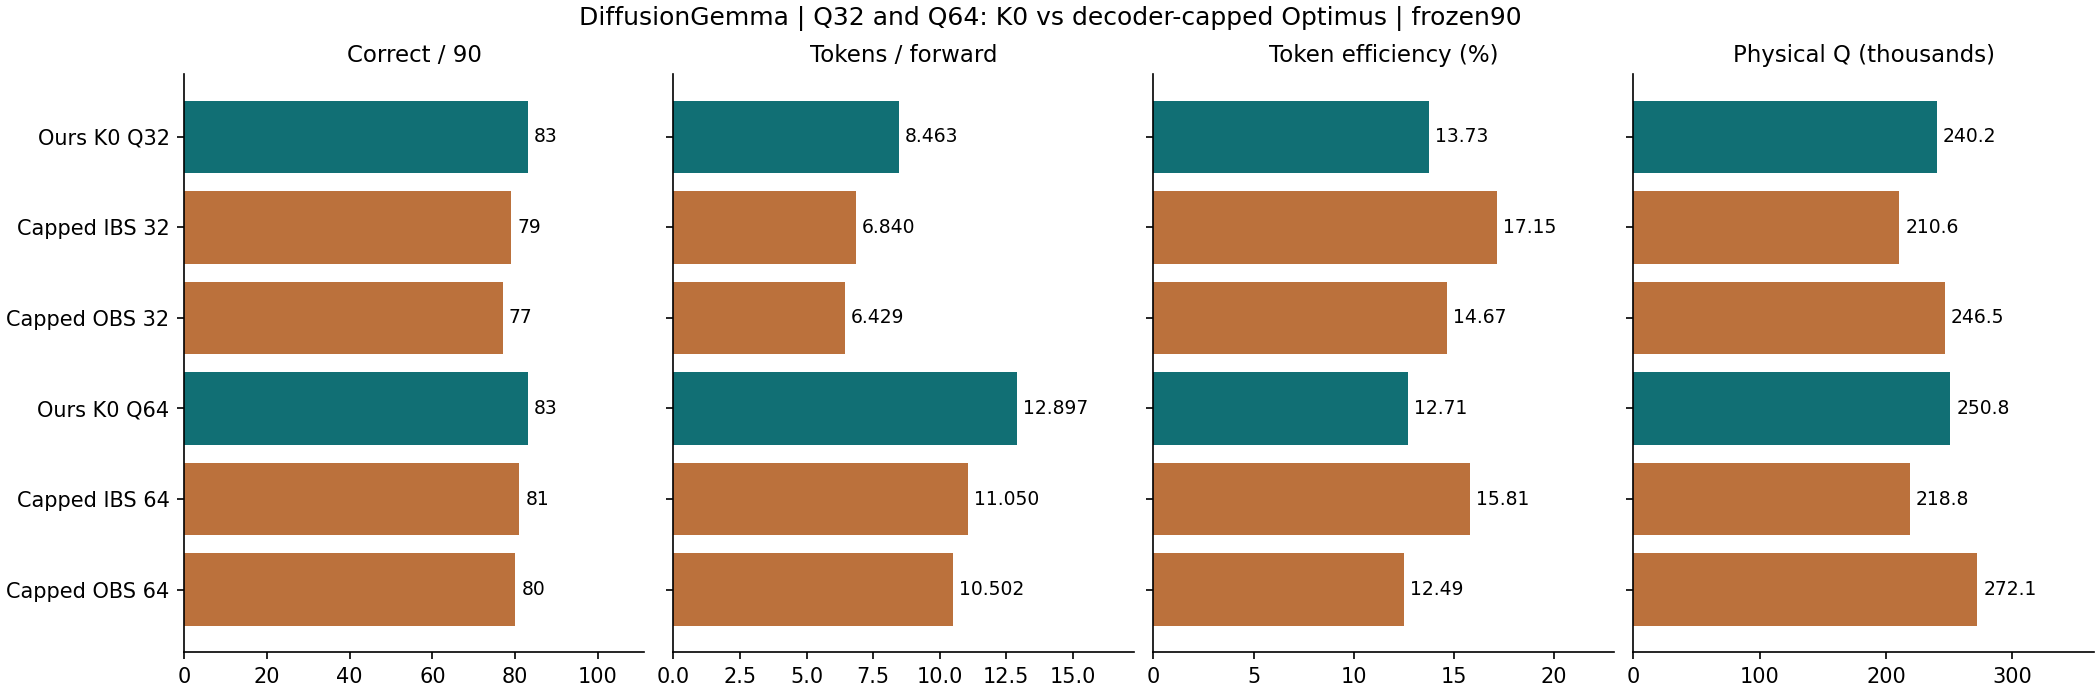 DiffusionGemma | Q32 and Q64: K0 vs decoder-capped Optimus | frozen90
Correct / 90
Ours K0 Q32
Capped IBS 32
Capped OBS 32
Ours K0 Q64
Capped IBS 64
Capped OBS 64
83
79
77
83
81
80
0 20 40 60 80 100
Tokens / forward
8.463
6.840
6.429
12.897
11.050
10.502
0.0 2.5 5.0 7.5 10.0 12.5 15.0
Token efficiency (%)
13.73
17.15
14.67
12.71
15.81
12.49
0 5 10 15 20
Physical Q (thousands)
240.2
210.6
246.5
250.8
218.8
272.1
0 100 200 300